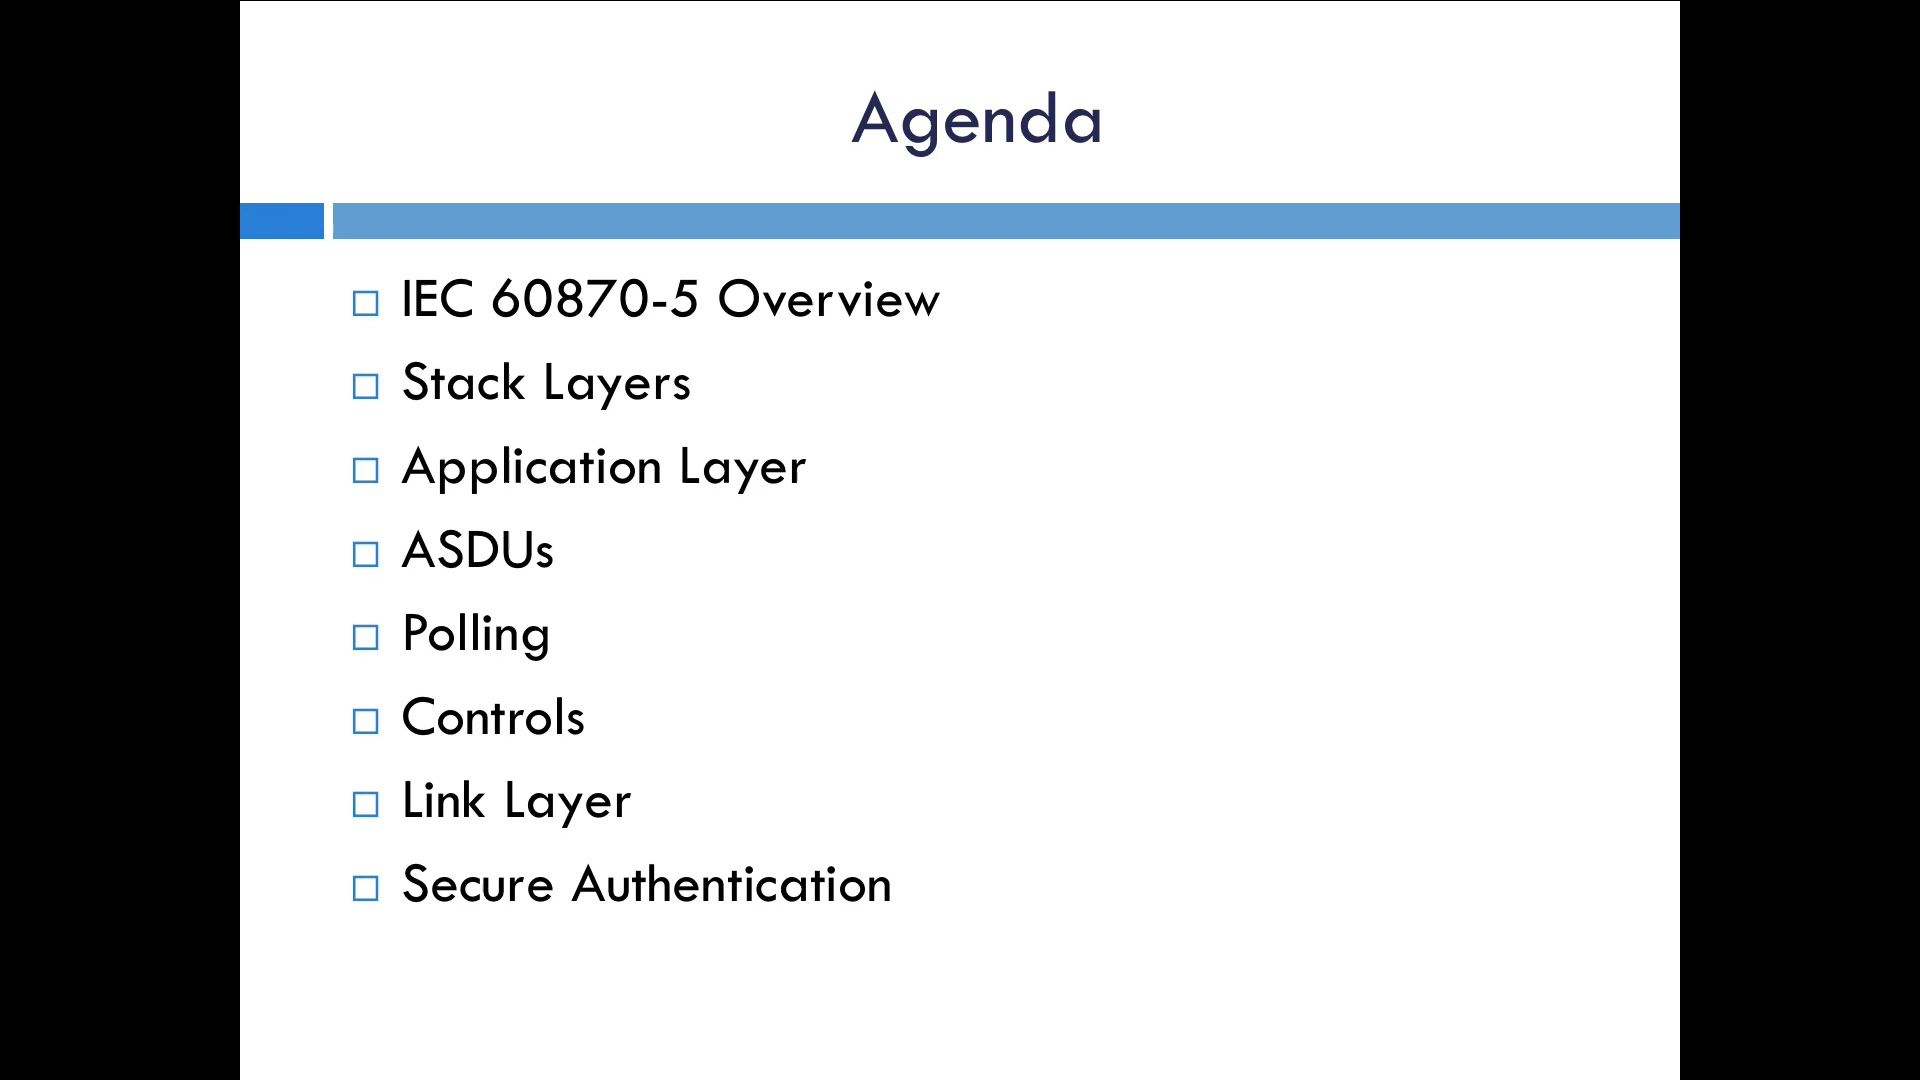 Agenda
IEC 60870-5 Overview
Stack Layers
Application Layer
ASDUs
Polling
Controls
Link Layer
Secure Authentication